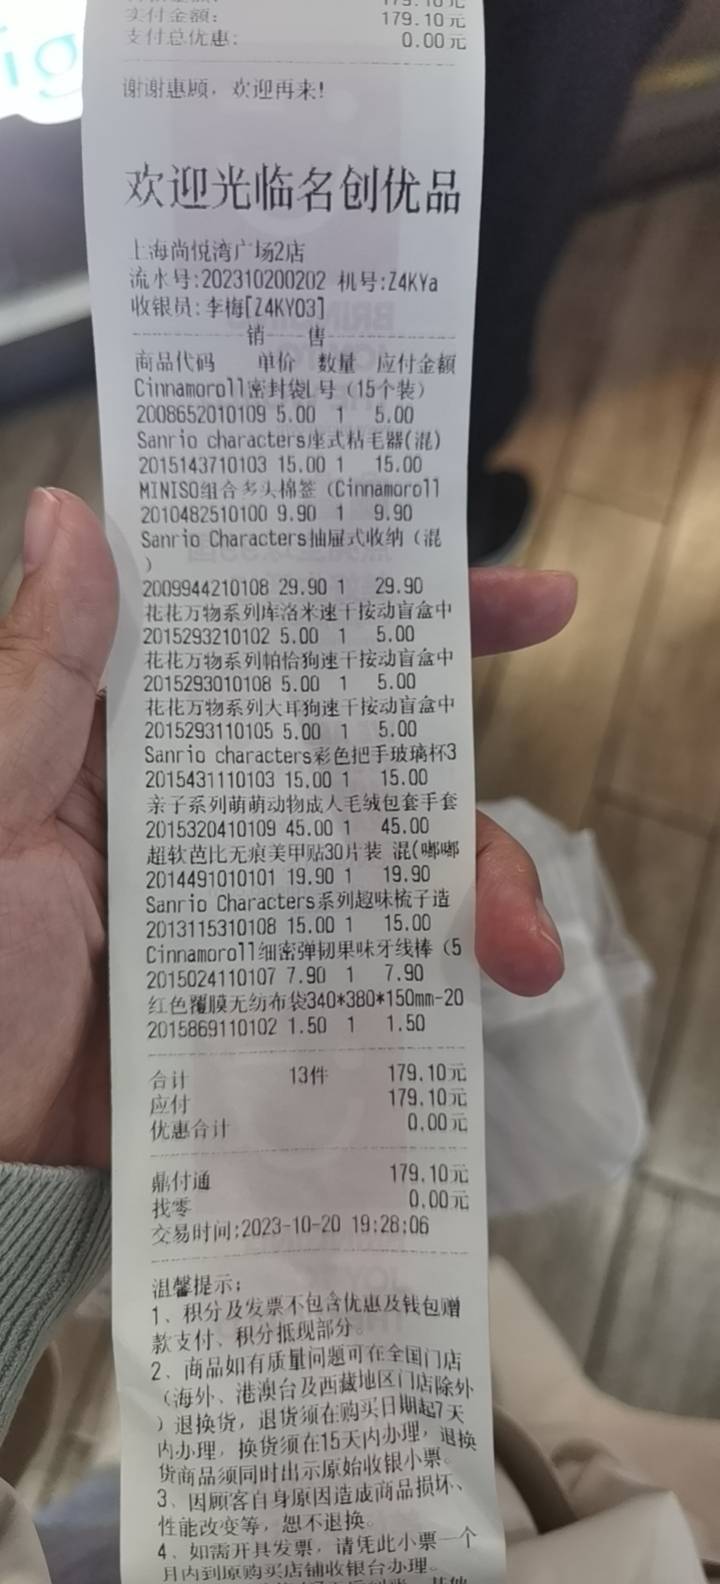 179.10元
实付金额: 179.10元
支付总优惠: 0.00元
谢谢惠顾，欢迎再来!
欢迎光临名创优品
上海尚悦湾广场2店
流水号:202310200202 机号:Z4KYa
收银员:李梅[Z4KY03]
销 售
商品代码 单价 数量 应付金额
Cinnamoroll密封袋L号（15个装）
2008652010109 5.00 1 5.00
Sanrio characters座式粘毛器(混)
2015143710103 15.00 1 15.00
MINISO组合多头棉签（Cinnamoroll
2010482510100 9.90 1 9.90
Sanrio Characters抽屉式收纳（混
）
2009944210108 29.90 1 29.90
花花万物系列库洛米速干按动盲盒中
2015293210102 5.00 1 5.00
花花万物系列帕恰狗速干按动盲盒中
2015293010108 5.00 1 5.00
花花万物系列大耳狗速干按动盲盒中
2015293110105 5.00 1 5.00
Sanrio characters彩色把手玻璃杯3
2015431110103 15.00 1 15.00
亲子系列萌萌动物成人毛绒包套手套
2015320410109 45.00 1 45.00
超软芭比无痕美甲贴30片装 混(嘟嘟
2014491010101 19.90 1 19.90
Sanrio Characters系列趣味梳子造
2013115310108 15.00 1 15.00
Cinnamoroll细密弹韧果味牙线棒（5
2015024110107 7.90 1 7.90
红色覆膜无纺布袋340*380*150mm-20
2015869110102 1.50 1 1.50
合计 13件 179.10元
应付 179.10元
优惠合计 0.00元
鼎付通 179.10元
找零 0.00元
交易时间:2023-10-20 19:28:06
温馨提示：
1、积分及发票不包含优惠及钱包赠
款支付、积分抵现部分。
2、商品如有质量问题可在全国门店
（海外、港澳台及西藏地区门店除外
）退换货，退货须在购买日期起7天
内办理，换货须在15天内办理，退换
货商品须同时出示原始收银小票。
3、因顾客自身原因造成商品损坏、
性能改变等，恕不退换。
4、如需开具发票，请凭此小票一个
月内到原购买店铺收银台办理。